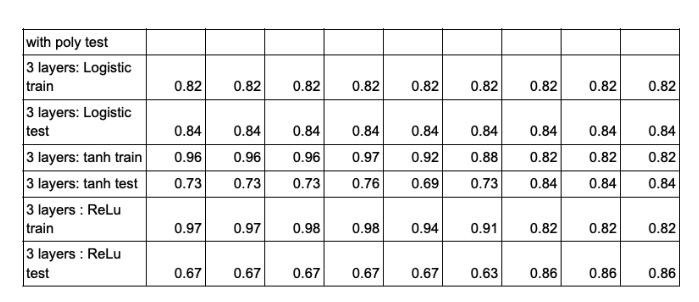 with poly test
3 layers: Logistic
train 0.82 0.82 0.82 0.82 0.82 0.82 0.82 0.82 0.82
3 layers: Logistic
test 0.84 0.84 0.84 0.84 0.84 0.84 0.84 0.84 0.84
3 layers: tanh train 0.96 0.96 0.96 0.97 0.92 0.88 0.82 0.82 0.82
3 layers: tanh test 0.73 0.73 0.73 0.76 0.69 0.73 0.84 0.84 0.84
3 layers : ReLu
train 0.97 0.97 0.98 0.98 0.94 0.91 0.82 0.82 0.82
3 layers : ReLu
test 0.67 0.67 0.67 0.67 0.67 0.63 0.86 0.86 0.86